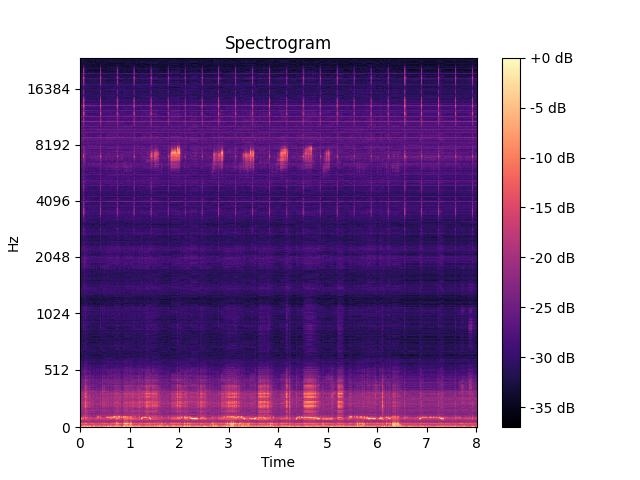 Spectrogram
Hz
16384
8192
4096
2048
1024
512
0
0 1 2 3 4 5 6 7 8
Time
+0 dB
-5 dB
-10 dB
-15 dB
-20 dB
-25 dB
-30 dB
-35 dB